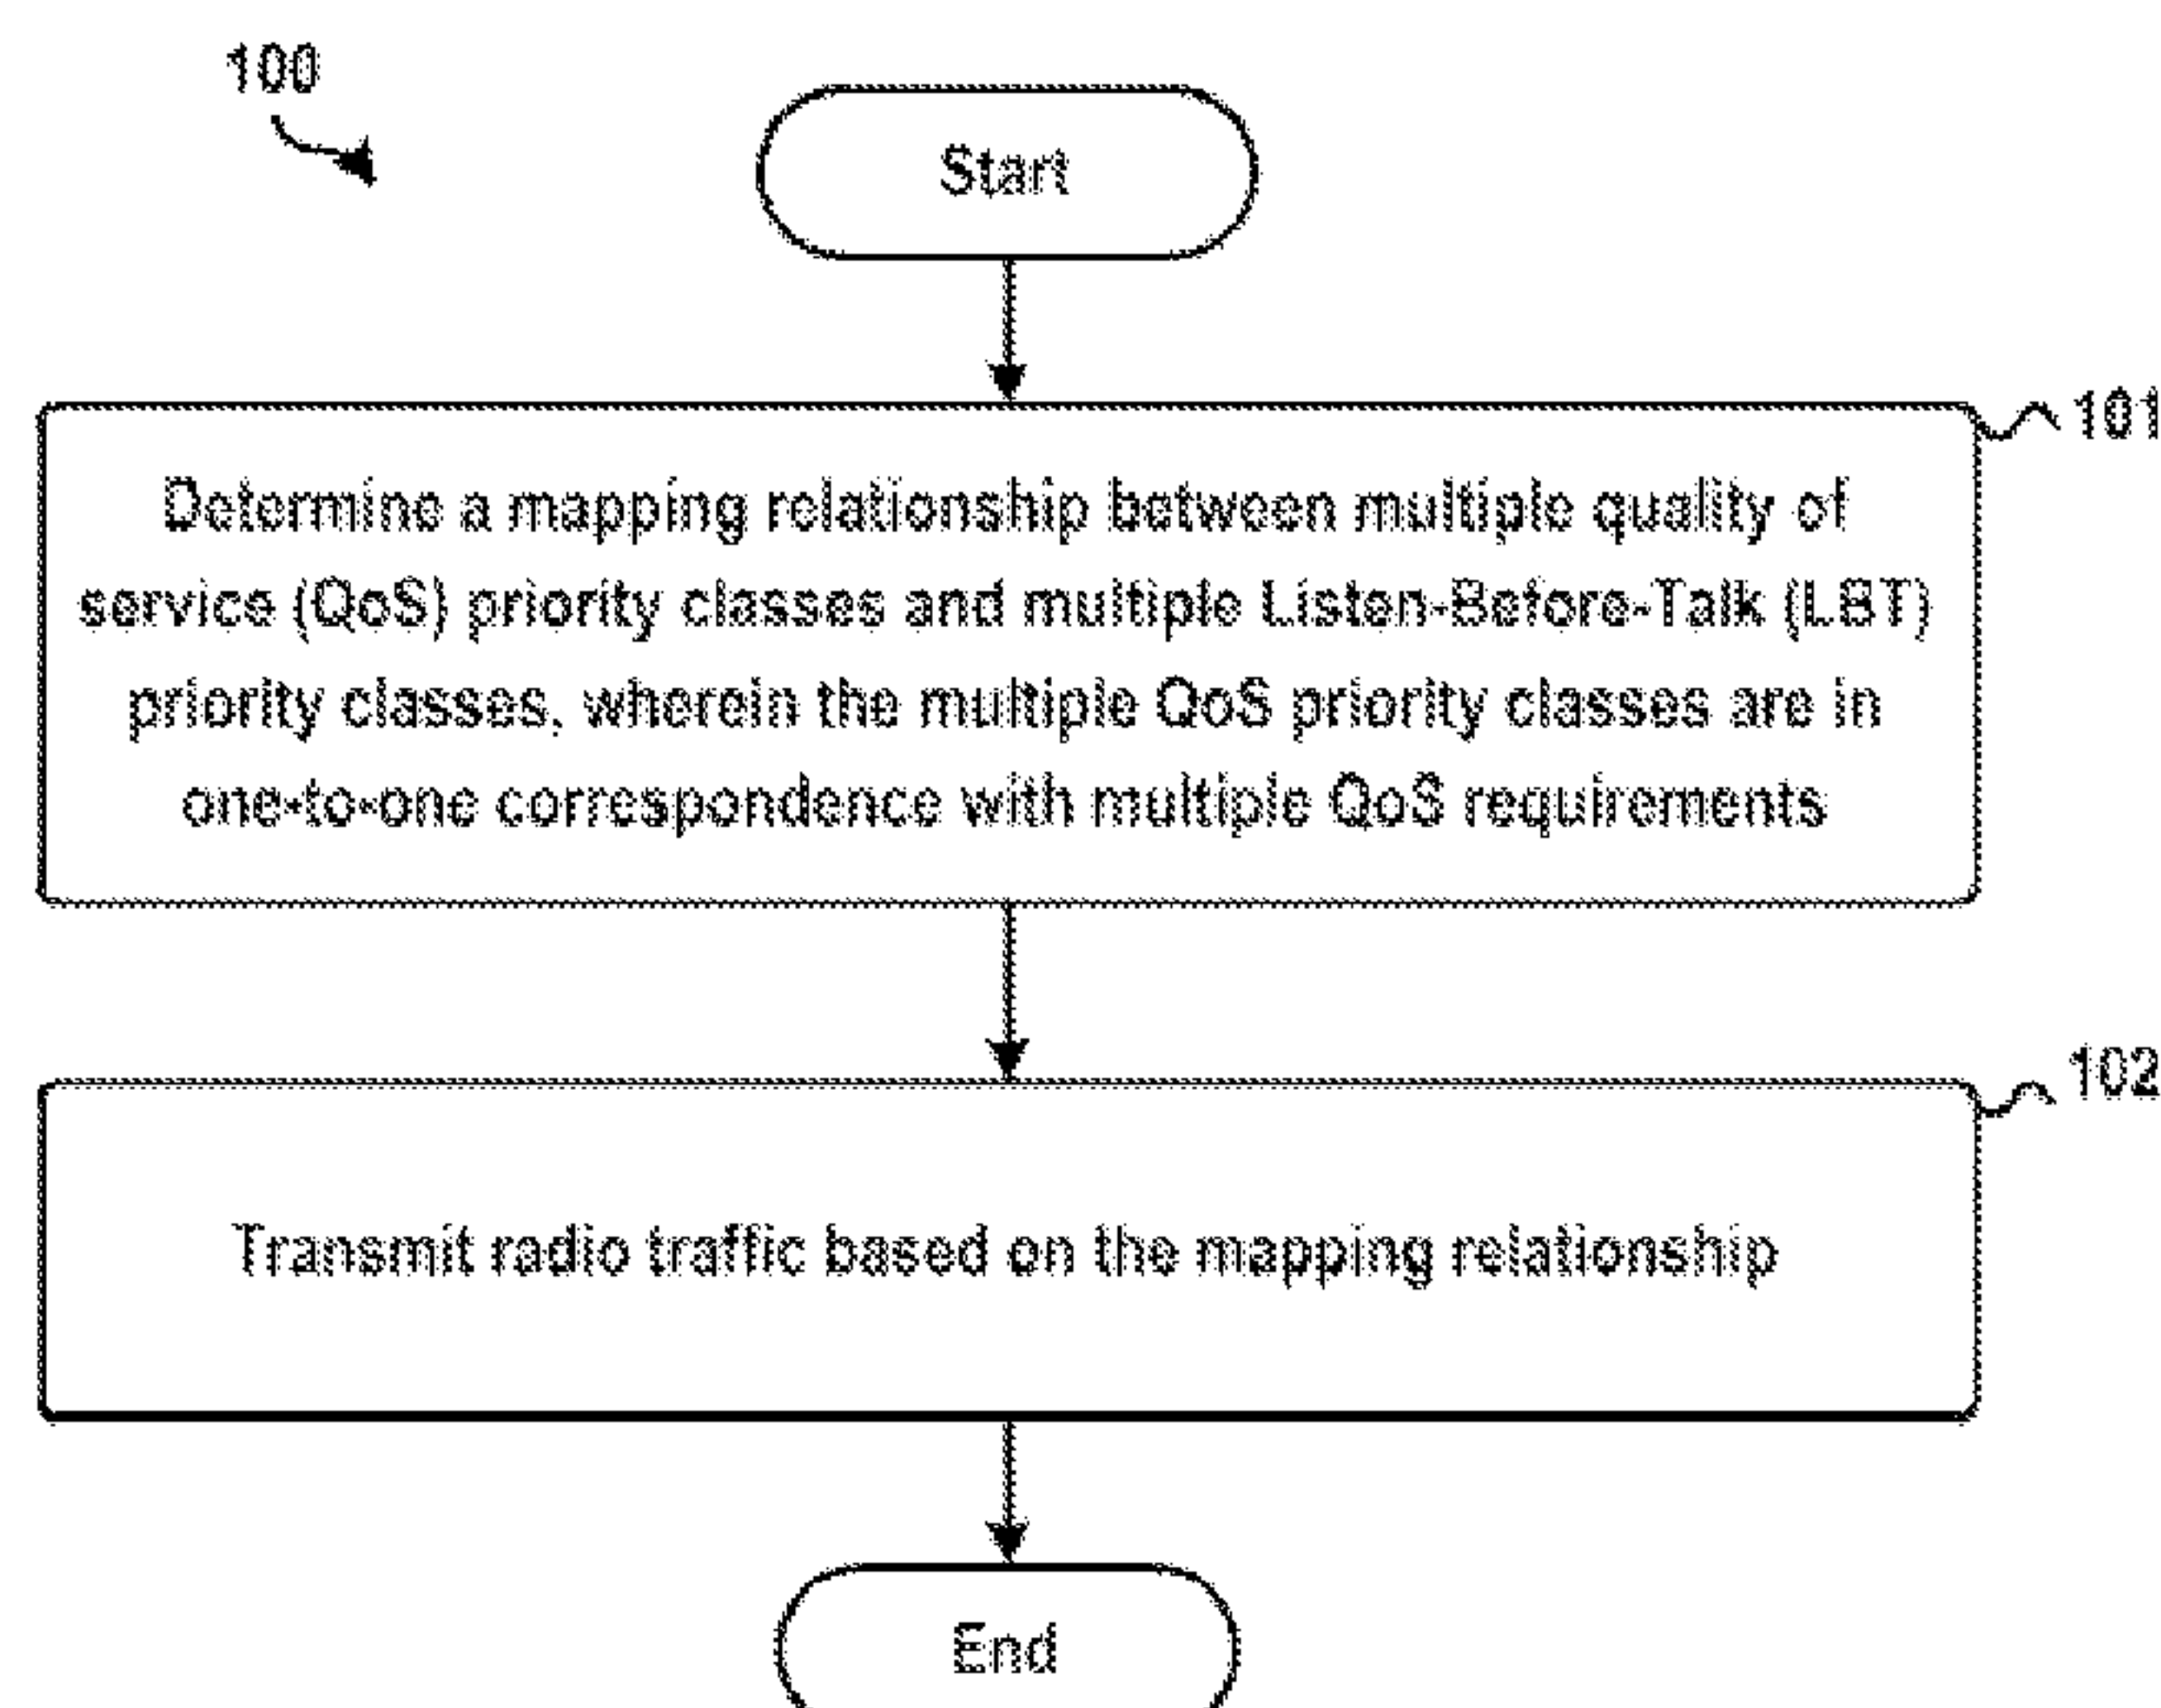 100
Start
101
Determine a mapping relationship between multiple quality of
service (QoS) priority classes and multiple Listen-Before-Talk (LBT)
priority classes, wherein the multiple QoS priority classes are in
one-to-one correspondence with multiple QoS requirements
102
Transmit radio traffic based on the mapping relationship
End